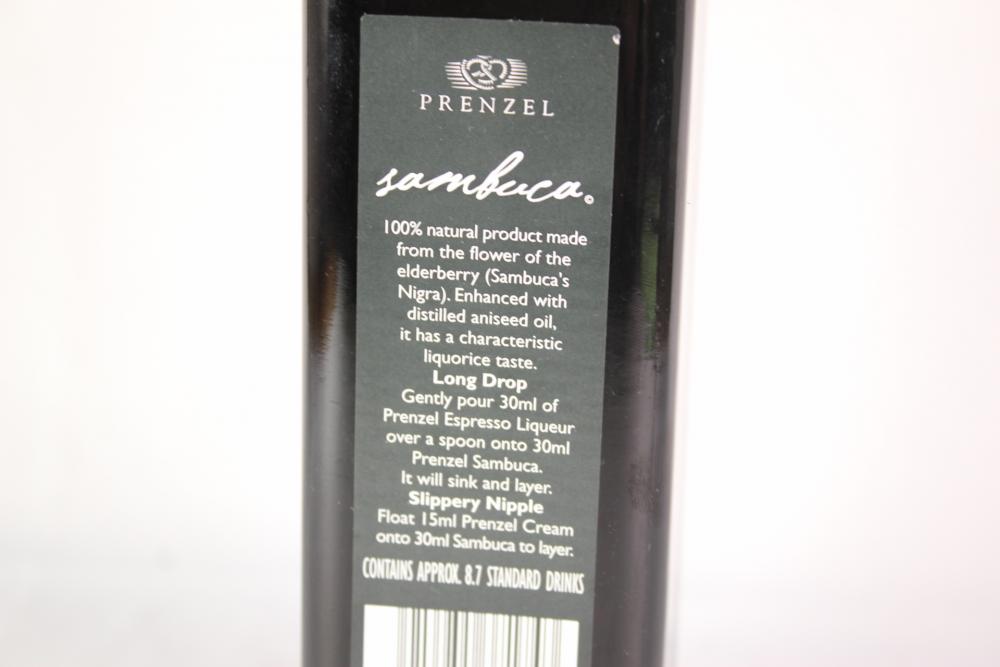 PRENZEL
sambuca©
100% natural product made
from the flower of the
elderberry (Sambuca's
Nigra). Enhanced with
distilled aniseed oil,
it has a characteristic
liquorice taste.
Long Drop
Gently pour 30ml of
Prenzel Espresso Liqueur
over a spoon onto 30ml
Prenzel Sambuca.
It will sink and layer.
Slippery Nipple
Float 15ml Prenzel Cream
onto 30ml Sambuca to layer.
CONTAINS APPROX. 8.7 STANDARD DRINKS